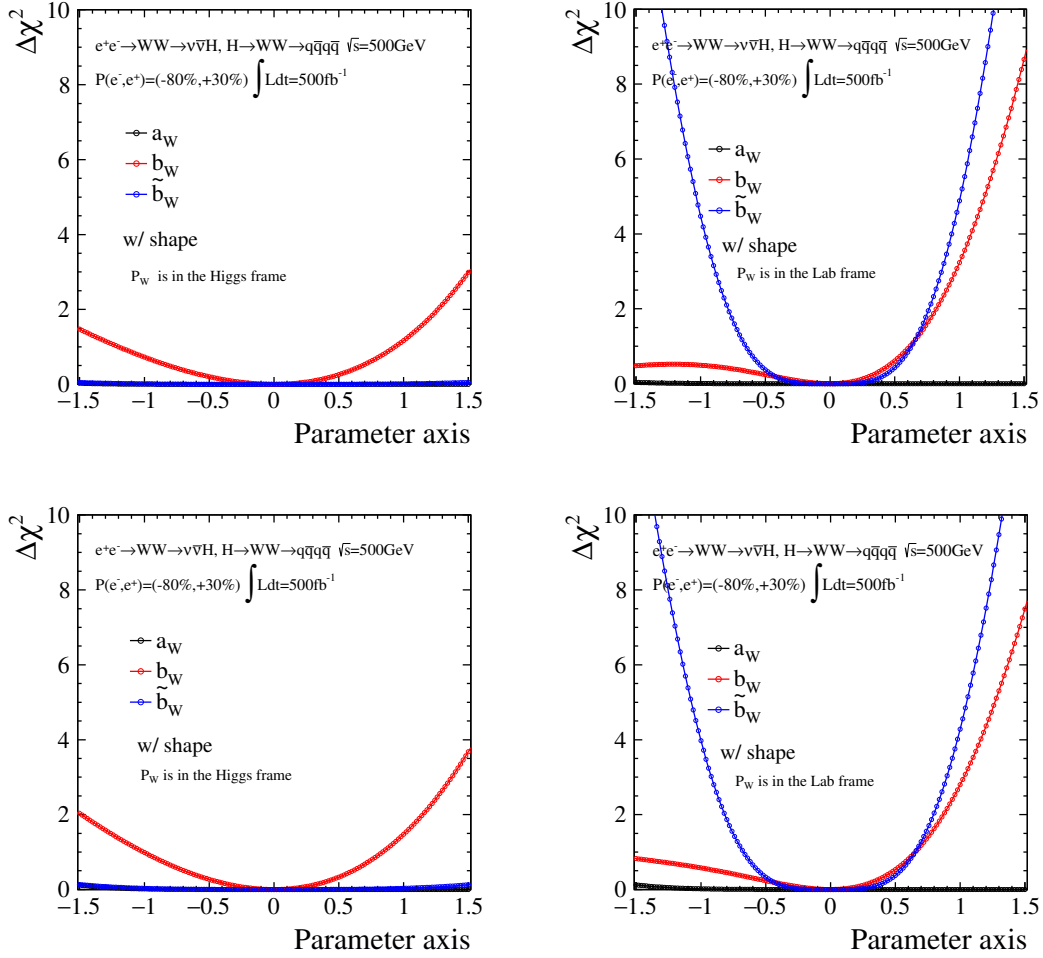 Δχ²
10
8
6
4
2
0
e⁺e⁻→WW→νν̄H, H→WW→qq̄qq̄ √s=500GeV
P(e⁻,e⁺)=(-80%,+30%) ∫Ldt=500fb⁻¹
a_W
b_W
b̃_W
w/ shape
P_W is in the Higgs frame
−1.5 −1 −0.5 0 0.5 1 1.5
Parameter axis
Δχ²
10
8
6
4
2
0
e⁺e⁻→WW→νν̄H, H→WW→qq̄qq̄ √s=500GeV
P(e⁻,e⁺)=(-80%,+30%) ∫Ldt=500fb⁻¹
a_W
b_W
b̃_W
w/ shape
P_W is in the Lab frame
−1.5 −1 −0.5 0 0.5 1 1.5
Parameter axis
Δχ²
10
8
6
4
2
0
e⁺e⁻→WW→νν̄H, H→WW→qq̄qq̄ √s=500GeV
P(e⁻,e⁺)=(-80%,+30%) ∫Ldt=500fb⁻¹
a_W
b_W
b̃_W
w/ shape
P_W is in the Higgs frame
−1.5 −1 −0.5 0 0.5 1 1.5
Parameter axis
Δχ²
10
8
6
4
2
0
e⁺e⁻→WW→νν̄H, H→WW→qq̄qq̄ √s=500GeV
P(e⁻,e⁺)=(-80%,+30%) ∫Ldt=500fb⁻¹
a_W
b_W
b̃_W
w/ shape
P_W is in the Lab frame
−1.5 −1 −0.5 0 0.5 1 1.5
Parameter axis